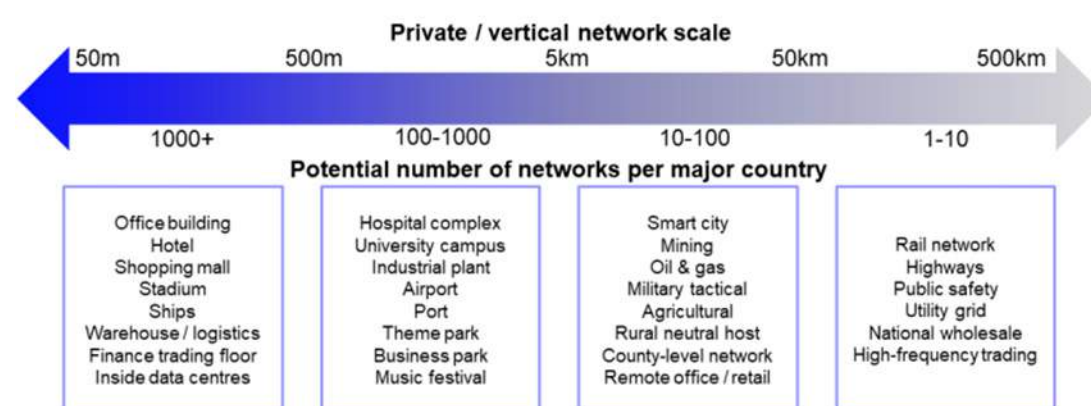 Private / vertical network scale
50m 500m 5km 50km 500km
1000+ 100-1000 10-100 1-10
Potential number of networks per major country
Office building
Hotel
Shopping mall
Stadium
Ships
Warehouse / logistics
Finance trading floor
Inside data centres
Hospital complex
University campus
Industrial plant
Airport
Port
Theme park
Business park
Music festival
Smart city
Mining
Oil & gas
Military tactical
Agricultural
Rural neutral host
County-level network
Remote office / retail
Rail network
Highways
Public safety
Utility grid
National wholesale
High-frequency trading